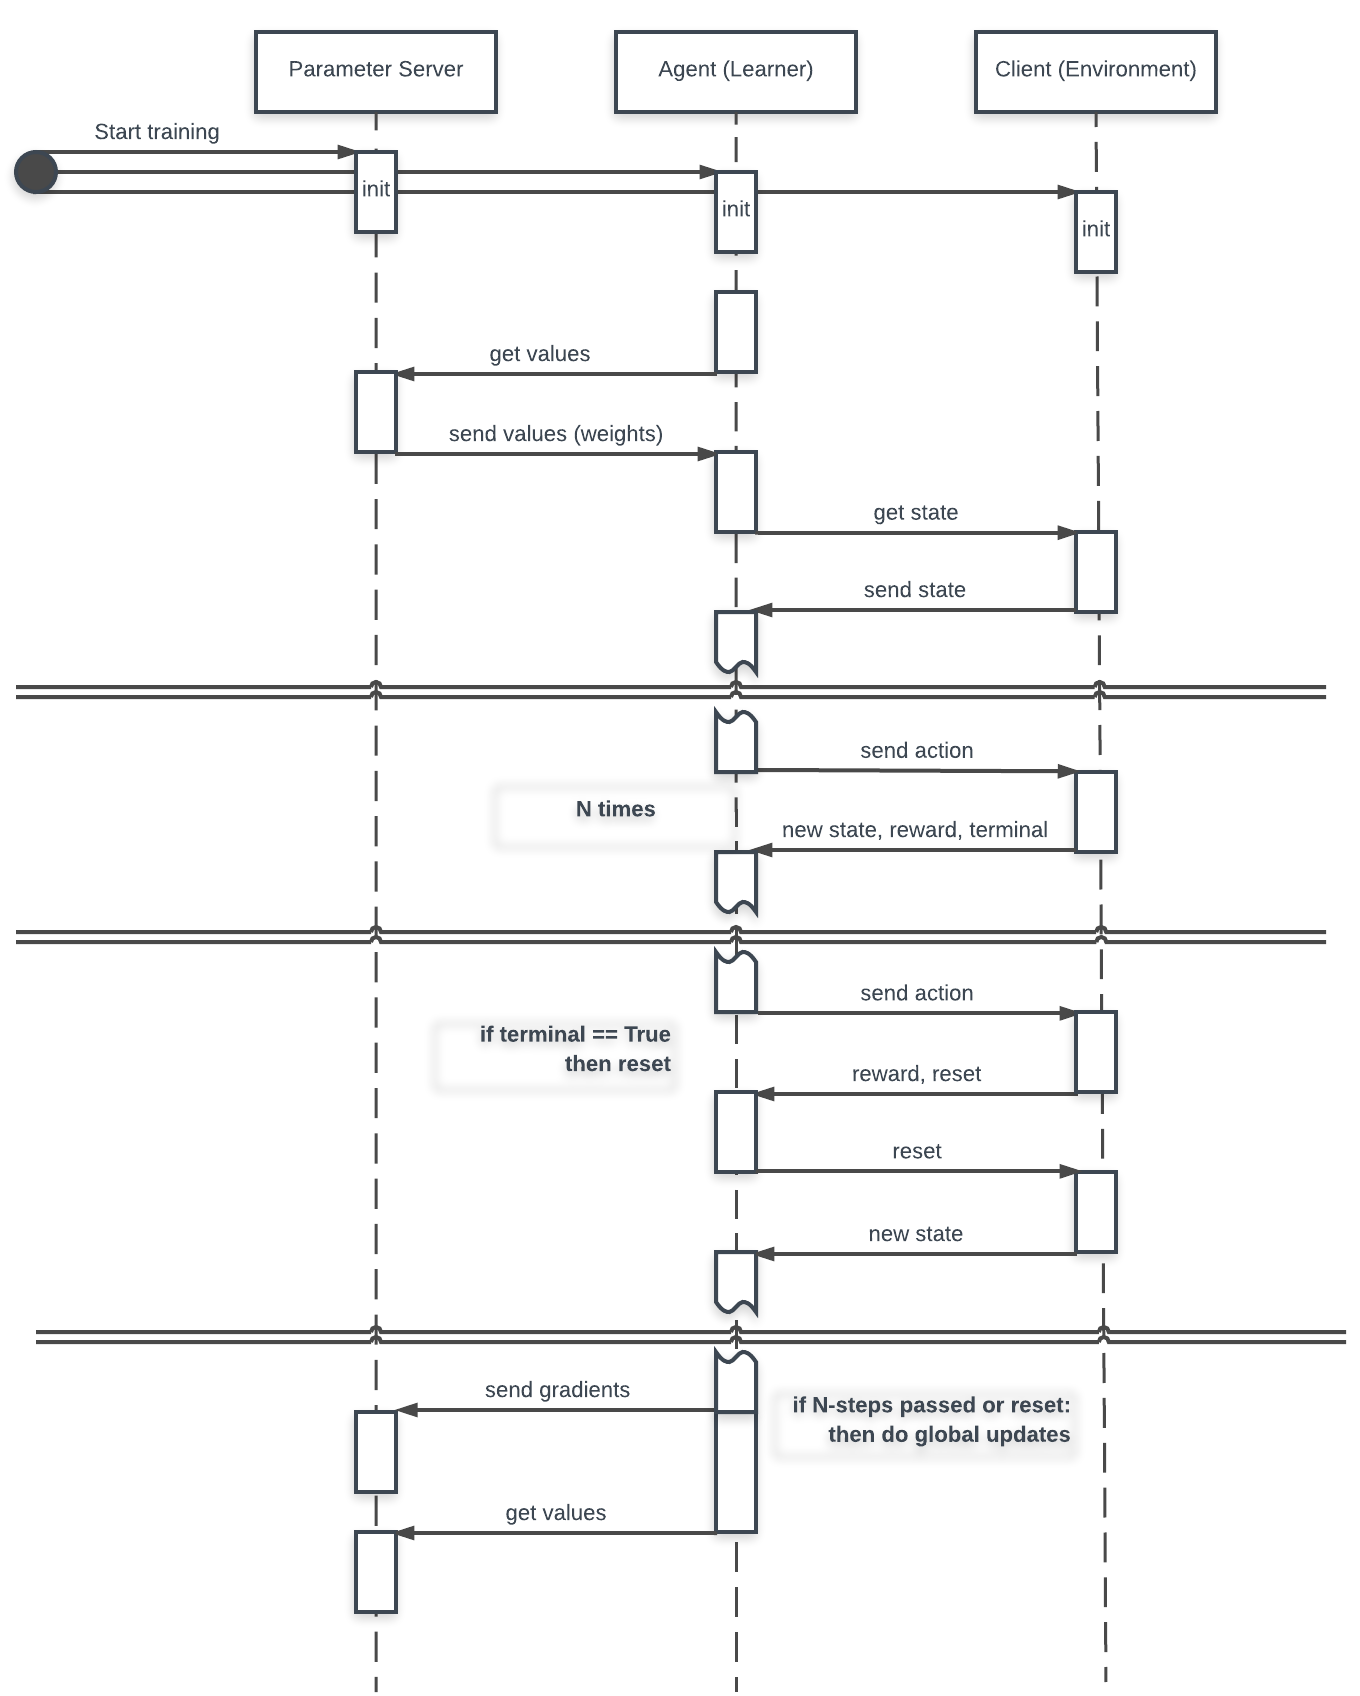 Parameter Server
Agent (Learner)
Client (Environment)
Start training
init
init
init
get values
send values (weights)
get state
send state
send action
N times
new state, reward, terminal
send action
if terminal == True
then reset
reward, reset
reset
new state
send gradients
if N-steps passed or reset:
then do global updates
get values